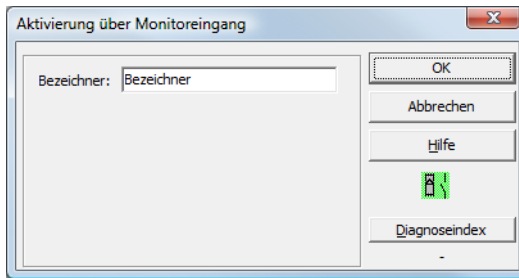 Aktivierung über Monitoreingang
Bezeichner: Bezeichner
OK
Abbrechen
Hilfe
Diagnoseindex
-